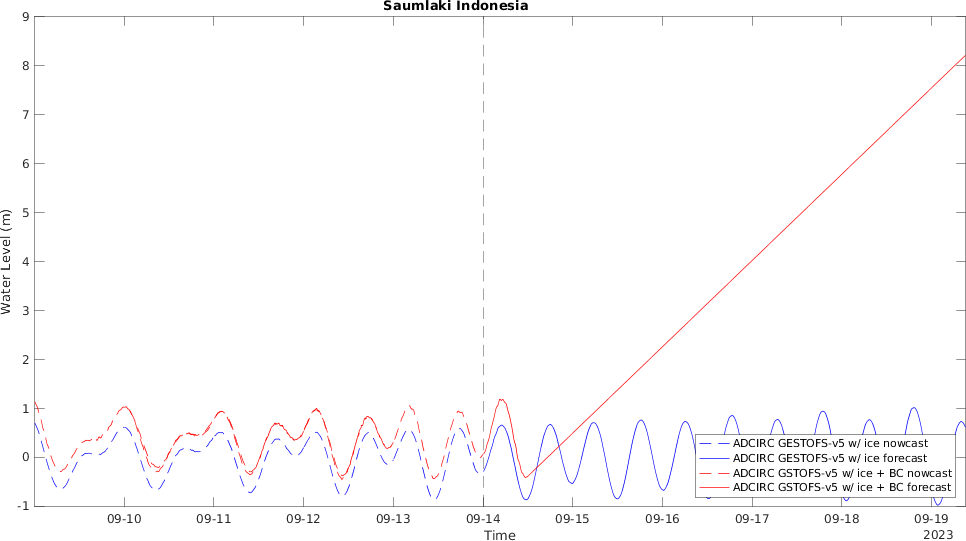 Saumlaki Indonesia
9
8
7
6
5
4
3
2
1
0
-1
Water Level (m)
09-10 09-11 09-12 09-13 09-14 09-15 09-16 09-17 09-18 09-19
Time
2023
ADCIRC GESTOFS-v5 w/ ice nowcast
ADCIRC GESTOFS-v5 w/ ice forecast
ADCIRC GSTOFS-v5 w/ ice + BC nowcast
ADCIRC GSTOFS-v5 w/ ice + BC forecast